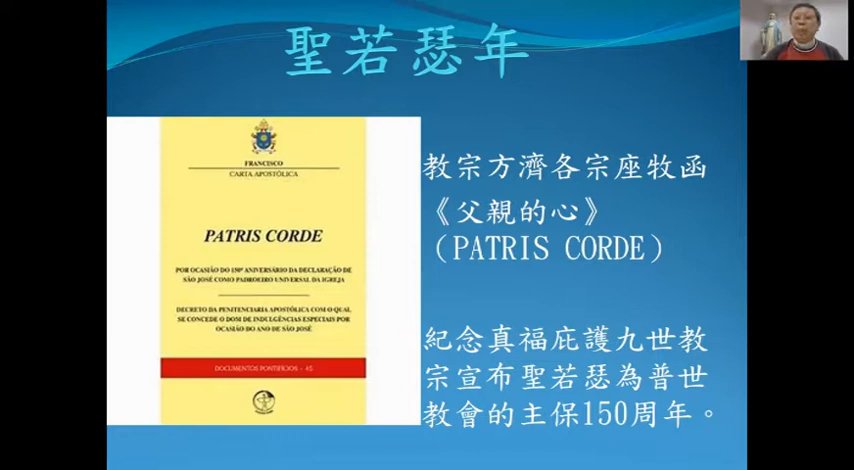 聖若瑟年
FRANCISCO
CARTA APOSTÓLICA
PATRIS CORDE
POR OCASIÃO DO 150º ANIVERSÁRIO DA DECLARAÇÃO DE
SÃO JOSÉ COMO PADROEIRO UNIVERSAL DA IGREJA
DECRETO DA PENITENCIARIA APOSTÓLICA COM O QUAL
SE CONCEDE O DOM DE INDULGÊNCIAS ESPECIAIS POR
OCASIÃO DO ANO DE SÃO JOSÉ
DOCUMENTOS PONTIFÍCIOS - 45
教宗方濟各宗座牧函
《父親的心》
（PATRIS CORDE）
紀念真福庇護九世教
宗宣布聖若瑟為普世
教會的主保150周年。